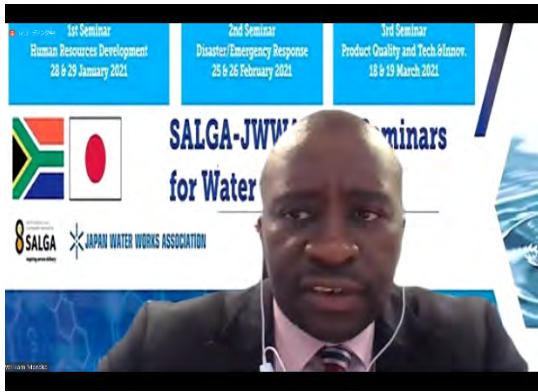 1st Seminar
Human Resources Development
28 & 29 January 2021
2nd Seminar
Disaster/Emergency Response
25 & 26 February 2021
3rd Seminar
Product Quality and Tech.&Innov.
18 & 19 March 2021
SALGA-JWW
minars
for Water
SALGA
JAPAN WATER WORKS ASSOCIATION